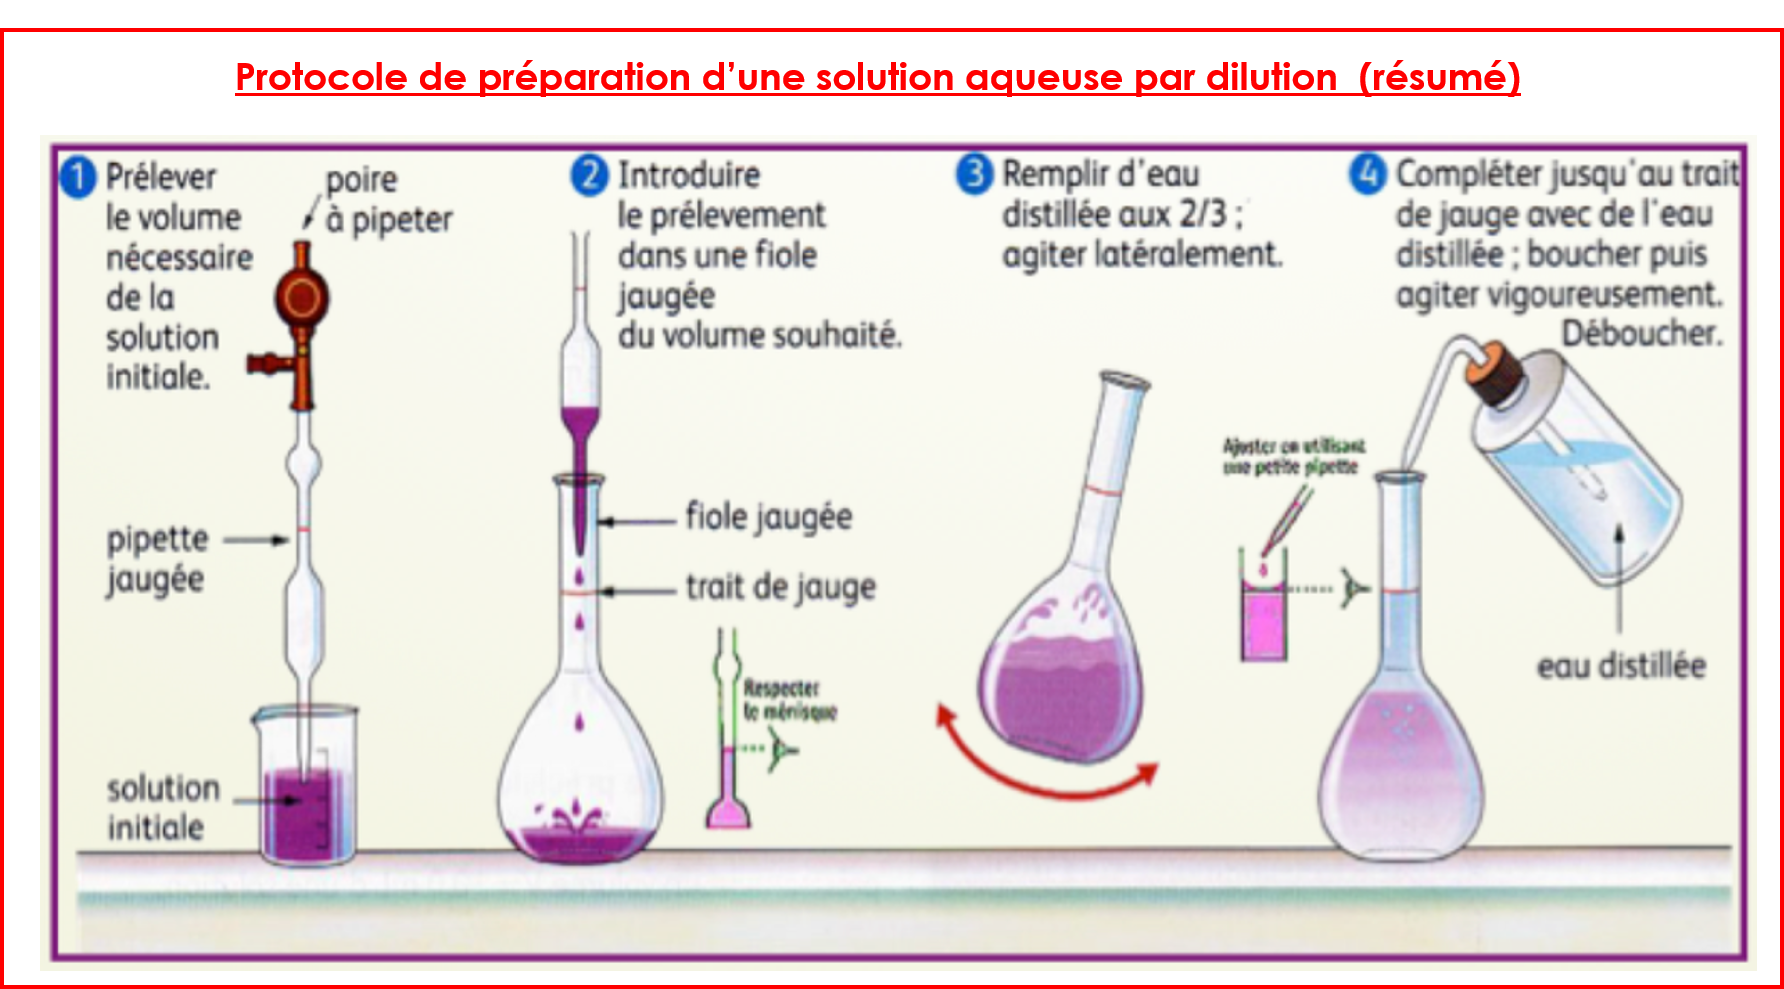 Protocole de préparation d’une solution aqueuse par dilution (résumé)
1 Prélever
le volume
nécessaire
de la
solution
initiale.
poire
à pipeter
pipette
jaugée
solution
initiale
2 Introduire
le prélevement
dans une fiole
jaugée
du volume souhaité.
fiole jaugée
trait de jauge
Respecter
le ménisque
3 Remplir d'eau
distillée aux 2/3 ;
agiter latéralement.
4 Compléter jusqu'au trait
de jauge avec de l'eau
distillée ; boucher puis
agiter vigoureusement.
Déboucher.
Ajuster en utilisant
une petite pipette
eau distillée